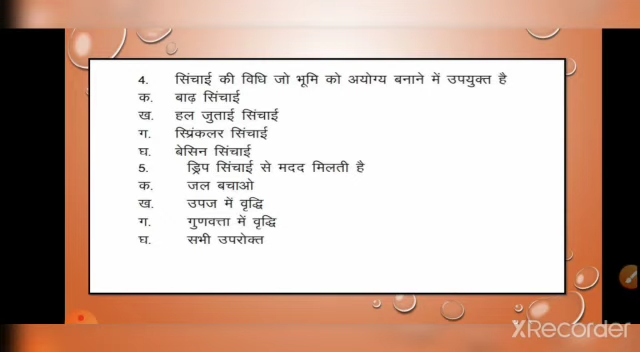 4. सिंचाई की विधि जो भूमि को अयोग्य बनाने में उपयुक्त है
क. बाढ़ सिंचाई
ख. हल जुताई सिंचाई
ग. स्प्रिंकलर सिंचाई
घ. बेसिन सिंचाई
5. ड्रिप सिंचाई से मदद मिलती है
क. जल बचाओ
ख. उपज में वृद्धि
ग. गुणवत्ता में वृद्धि
घ. सभी उपरोक्त
XRecorder